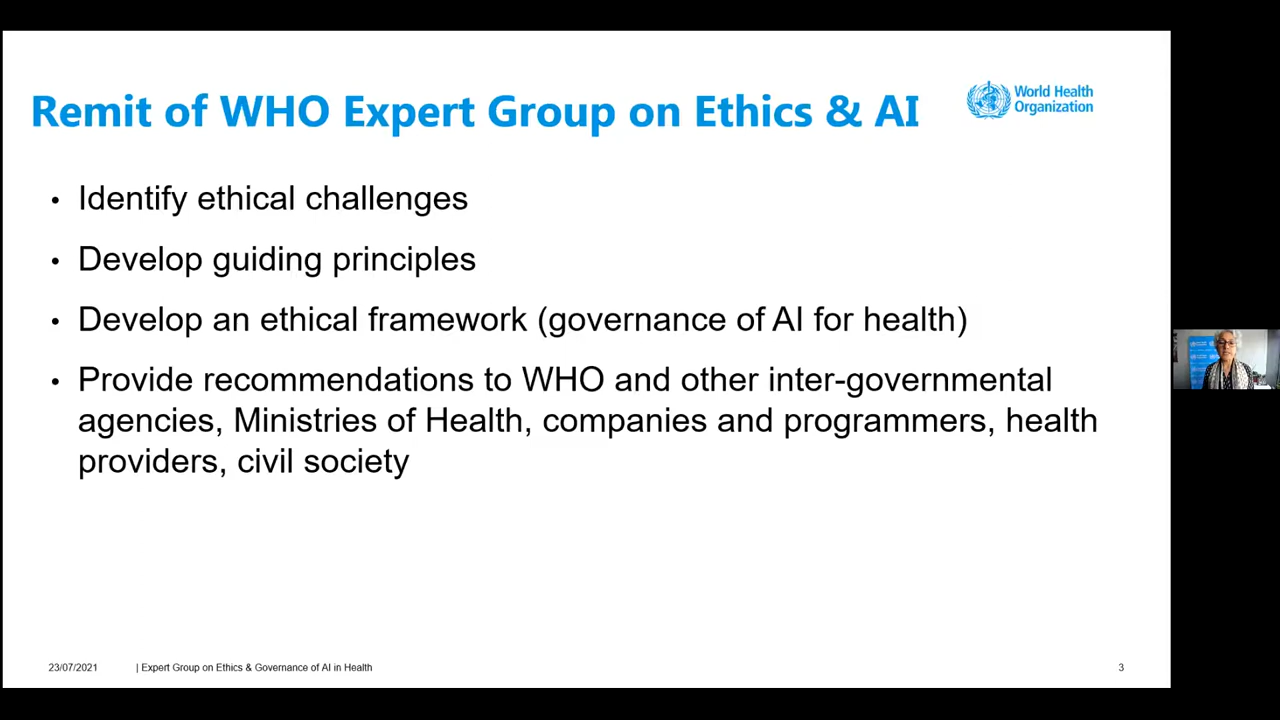 Remit of WHO Expert Group on Ethics & AI
World Health
Organization
• Identify ethical challenges
• Develop guiding principles
• Develop an ethical framework (governance of AI for health)
• Provide recommendations to WHO and other inter-governmental
agencies, Ministries of Health, companies and programmers, health
providers, civil society
23/07/2021
| Expert Group on Ethics & Governance of AI in Health
3